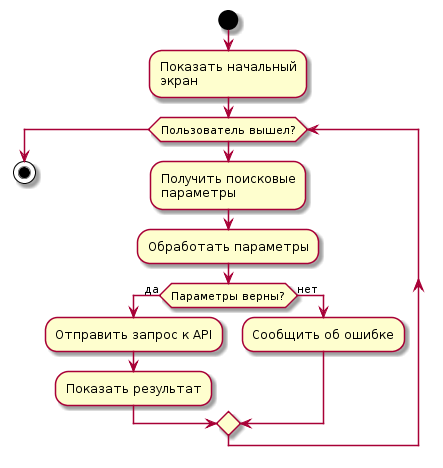 Показать начальный
экран
Пользователь вышел?
Получить поисковые
параметры
Обработать параметры
да
Параметры верны?
нет
Отправить запрос к API
Сообщить об ошибке
Показать результат